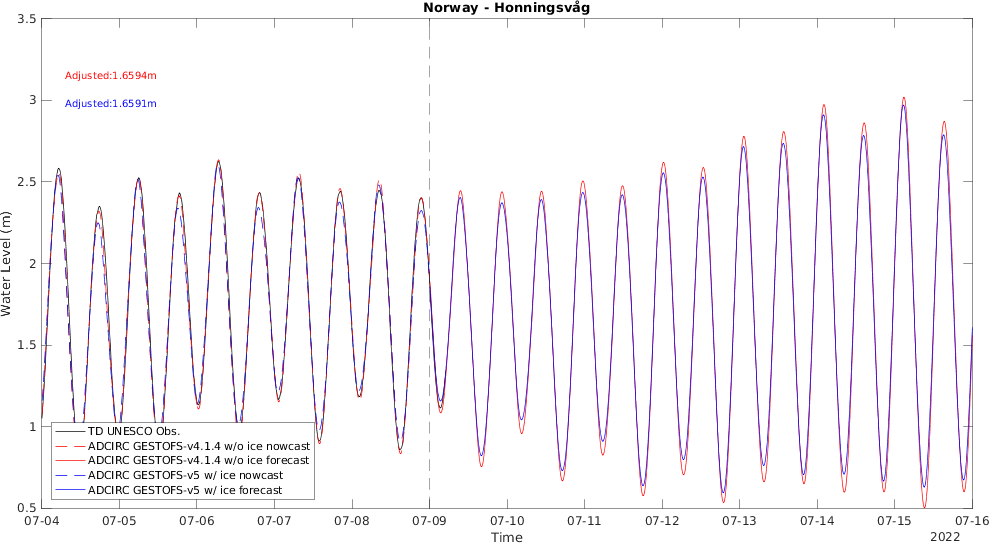 Norway - Honningsvåg
3.5
3
2.5
2
1.5
1
0.5
Water Level (m)
Adjusted:1.6594m
Adjusted:1.6591m
TD UNESCO Obs.
ADCIRC GESTOFS-v4.1.4 w/o ice nowcast
ADCIRC GESTOFS-v4.1.4 w/o ice forecast
ADCIRC GESTOFS-v5 w/ ice nowcast
ADCIRC GESTOFS-v5 w/ ice forecast
07-04 07-05 07-06 07-07 07-08 07-09 07-10 07-11 07-12 07-13 07-14 07-15 07-16
Time
2022